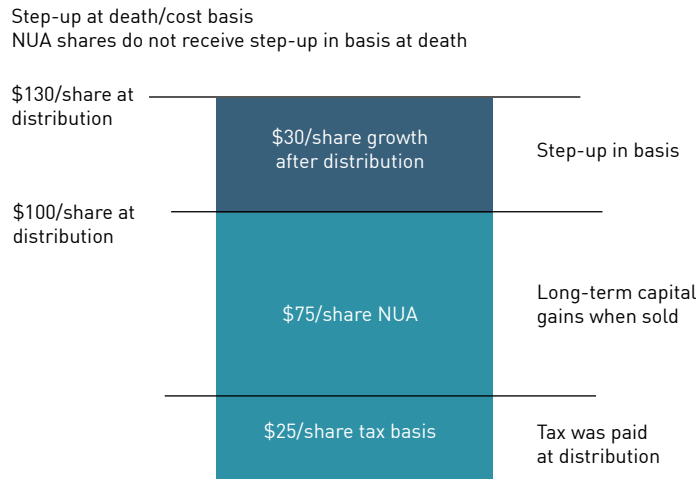 Step-up at death/cost basis
NUA shares do not receive step-up in basis at death
$130/share at
distribution
$30/share growth
after distribution
Step-up in basis
$100/share at
distribution
$75/share NUA
Long-term capital
gains when sold
$25/share tax basis
Tax was paid
at distribution